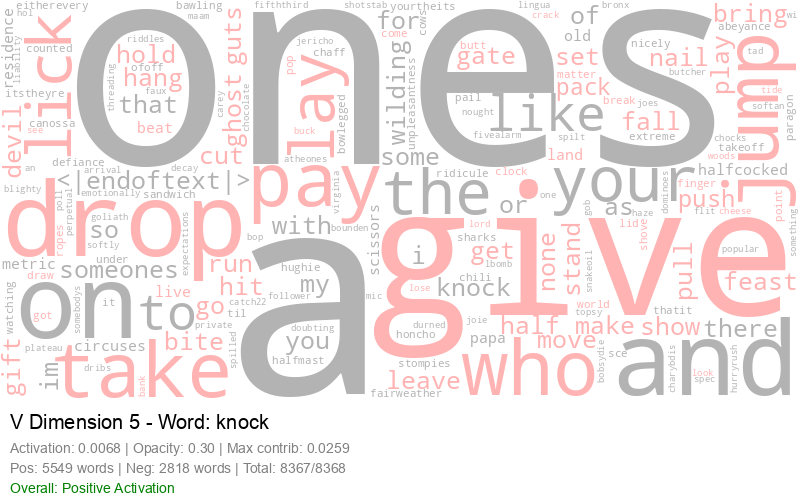 eitherevery bawling fifththird shotstab yourtheits lingua bronx
hol maam riddles jericho come cows crack butt for of bring wi
residence liability counted hold ofoff chaff gate set old nicely abeyance
lick threading hang faux pop wilding matter pack nail play tad butcher
itstheyre that carey ghost guts chocolate lay bowlegged unpleasantness pail like break joes softan tide
ones
devil canossa see beat buck nought fivealarm spilt fall extreme chocks paragon jump
an defiance decay cut atheones some ridicule land woods takeoff
blighty arrival emotionally sandwich <|endoftext|> pay virginia the clock your finger halfcocked
perpetual poll ropes goliath expectations bounden or one as dominoes push flit cheese point
drop so softly bop with scissors lord give gob haze lid popular something
metric under someones run hughie i sharks get none stand shove pull feast
watching draw live hit my chili knock lbomb snakeoil world
gift got on it somebodys to go catch22 follower mic lose a joie topsy thatit there
til private doubting you honcho durned half make show
plateau circuses papa who move bobsydie and
im take dribs bite spilled halfmast stompies sce charybdis look spec hurryrush
bank leave fairweather
V Dimension 5 - Word: knock
Activation: 0.0068 | Opacity: 0.30 | Max contrib: 0.0259
Pos: 5549 words | Neg: 2818 words | Total: 8367/8368
Overall: Positive Activation